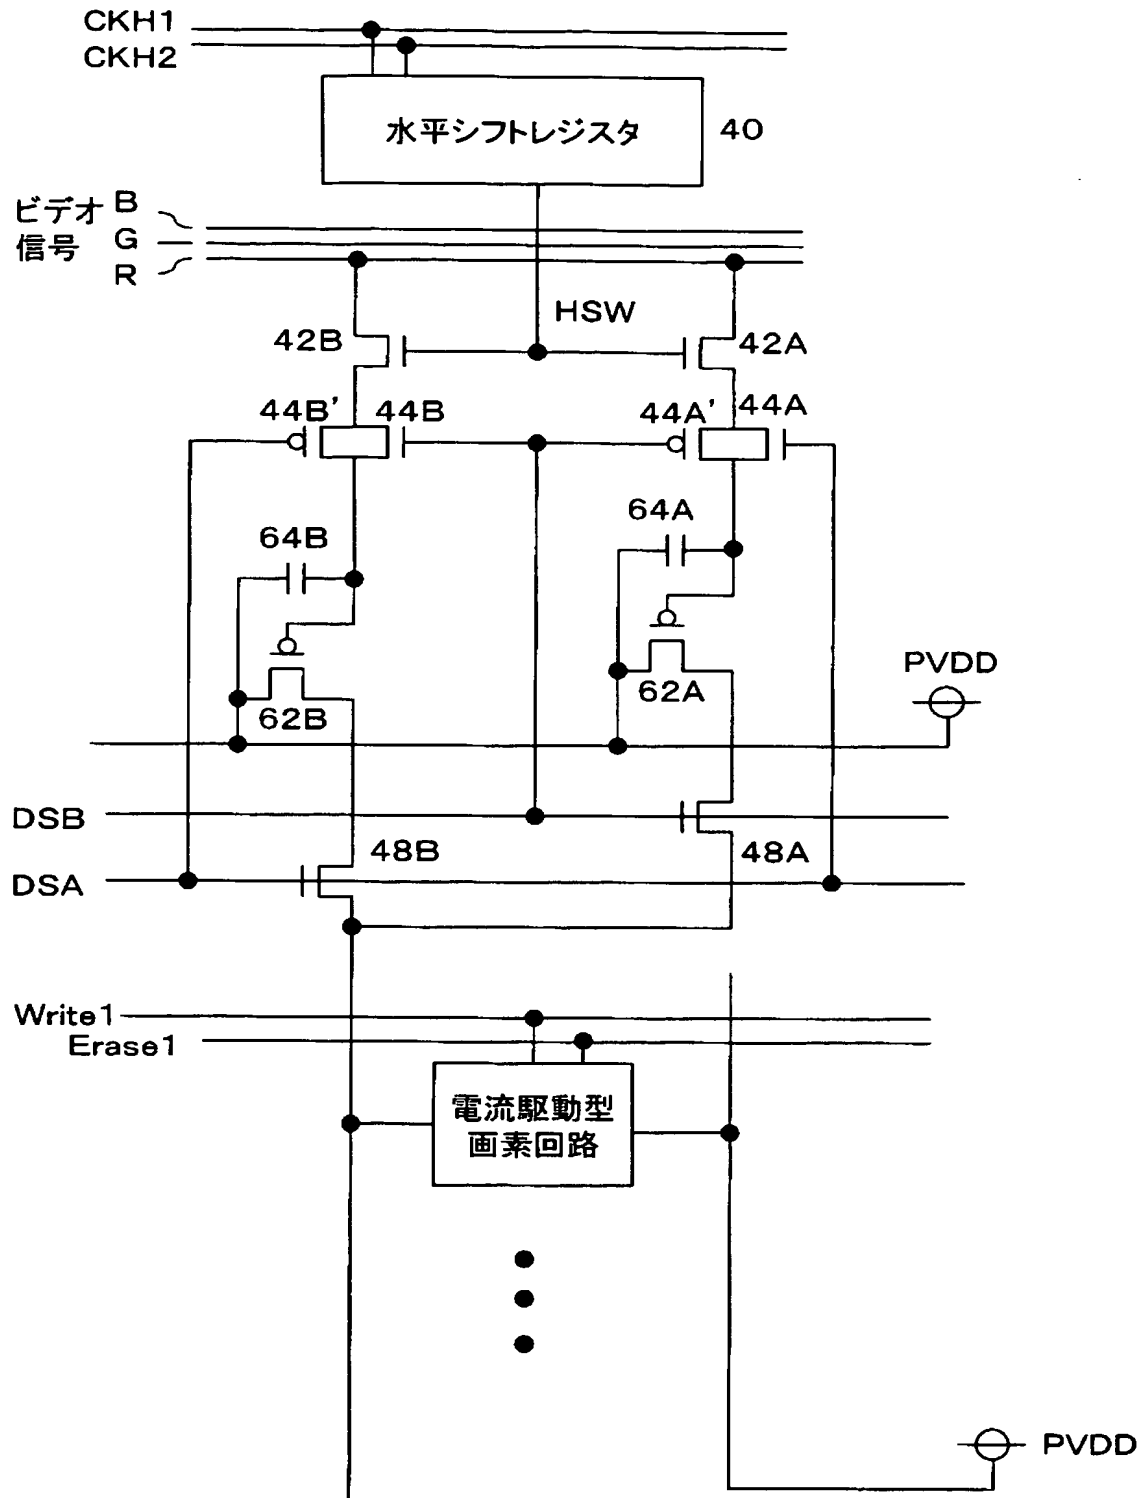 CKH1
CKH2
水平シフトレジスタ 40
ビデオ B
信号 G
R
HSW
42B 42A
44B' 44B 44A' 44A
64A
64B
PVDD
62A
62B
DSB
48B 48A
DSA
Write1
Erase1
電流駆動型
画素回路
PVDD